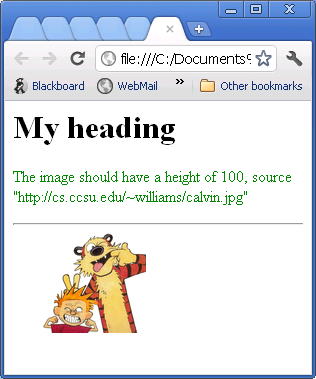 file:///C:/Documents%
Blackboard WebMail » Other bookmarks
My heading
The image should have a height of 100, source
"http://cs.ccsu.edu/~williams/calvin.jpg"